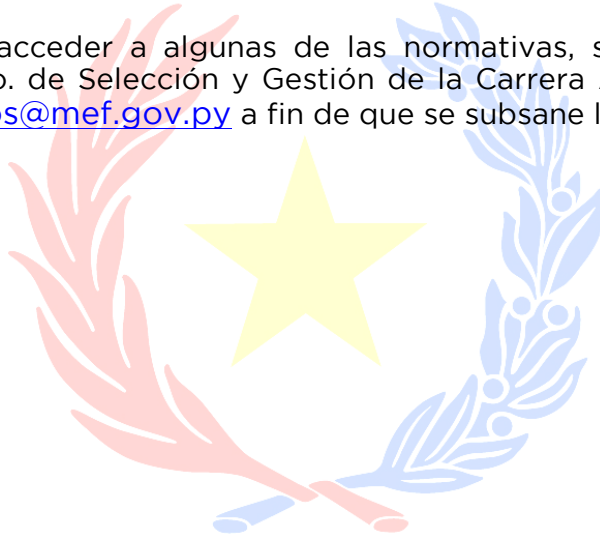 acceder a algunas de las normativas, s
o. de Selección y Gestión de la Carrera
os@mef.gov.py a fin de que se subsane l